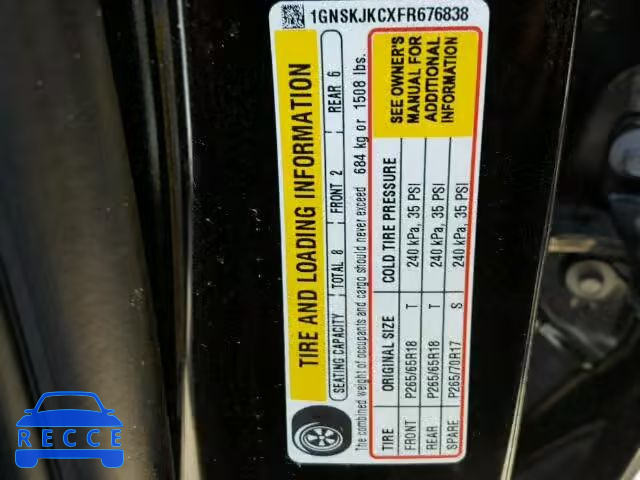 1GNSKJKCXFR676838
TIRE AND LOADING INFORMATION
SEATING CAPACITY TOTAL 8 FRONT 2 REAR 6
The combined weight of occupants and cargo should never exceed 684 kg or 1508 lbs.
TIRE ORIGINAL SIZE COLD TIRE PRESSURE
FRONT P265/65R18 T 240 kPa, 35 PSI
REAR P265/65R18 T 240 kPa, 35 PSI
SPARE P265/70R17 S 240 kPa, 35 PSI
SEE OWNER'S
MANUAL FOR
ADDITIONAL
INFORMATION
RECCE